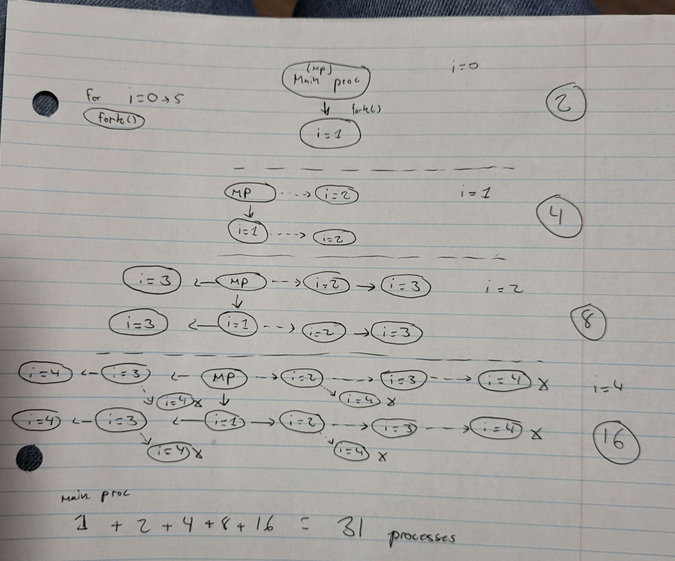 (MP)
Main proc
i=0
for i=0→5
fork()
fork()
i=1
2
MP i=2 i=1
i=1 i=2
4
i=3 MP i=2 i=3 i=2
i=3 i=1 i=2 i=3
8
i=4 i=3 MP i=2 i=3 i=4 x i=4
i=4 x i=4 x
i=4 i=3 i=1 i=2 i=3 i=4 x
16
i=4 x i=4 x
main proc
1 + 2 + 4 + 8 + 16 = 31 processes